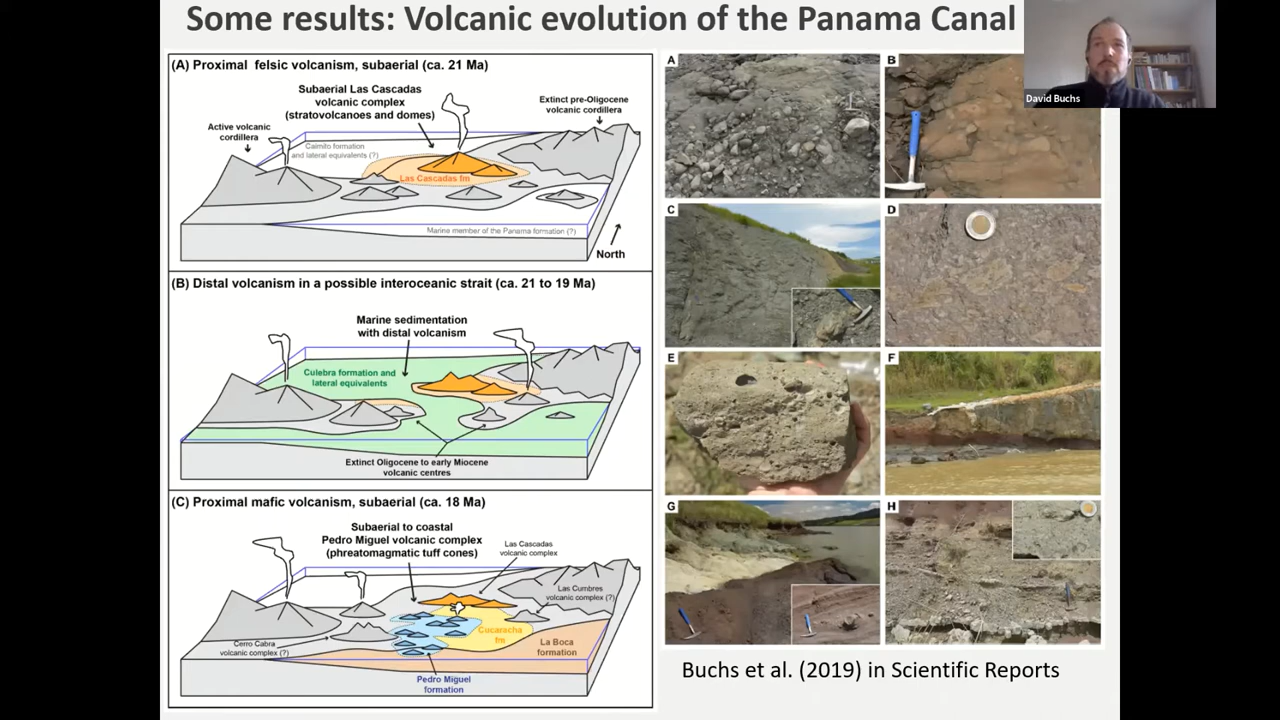 Some results: Volcanic evolution of the Panama Canal
David Buchs
(A) Proximal felsic volcanism, subaerial (ca. 21 Ma)
Subaerial Las Cascadas
volcanic complex
(stratovolcanoes and domes)
Extinct pre-Oligocene
volcanic cordillera
Active volcanic
cordillera
Caimito formation
and lateral equivalents (?)
Las Cascadas fm
Marine member of the Panama formation (?)
North
(B) Distal volcanism in a possible interoceanic strait (ca. 21 to 19 Ma)
Marine sedimentation
with distal volcanism
Culebra formation and
lateral equivalents
Extinct Oligocene to early Miocene
volcanic centres
(C) Proximal mafic volcanism, subaerial (ca. 18 Ma)
Subaerial to coastal
Pedro Miguel volcanic complex
(phreatomagmatic tuff cones)
Las Cascadas
volcanic complex
Las Cumbres
volcanic complex (?)
Cerro Cabra
volcanic complex (?)
Cucaracha
fm
La Boca
formation
Pedro Miguel
formation
A
B
C
D
E
F
G
H
Buchs et al. (2019) in Scientific Reports